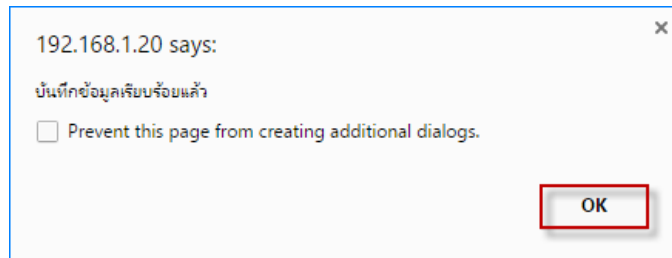 192.168.1.20 says:
บันทึกข้อมูลเรียบร้อยแล้ว
Prevent this page from creating additional dialogs.
OK